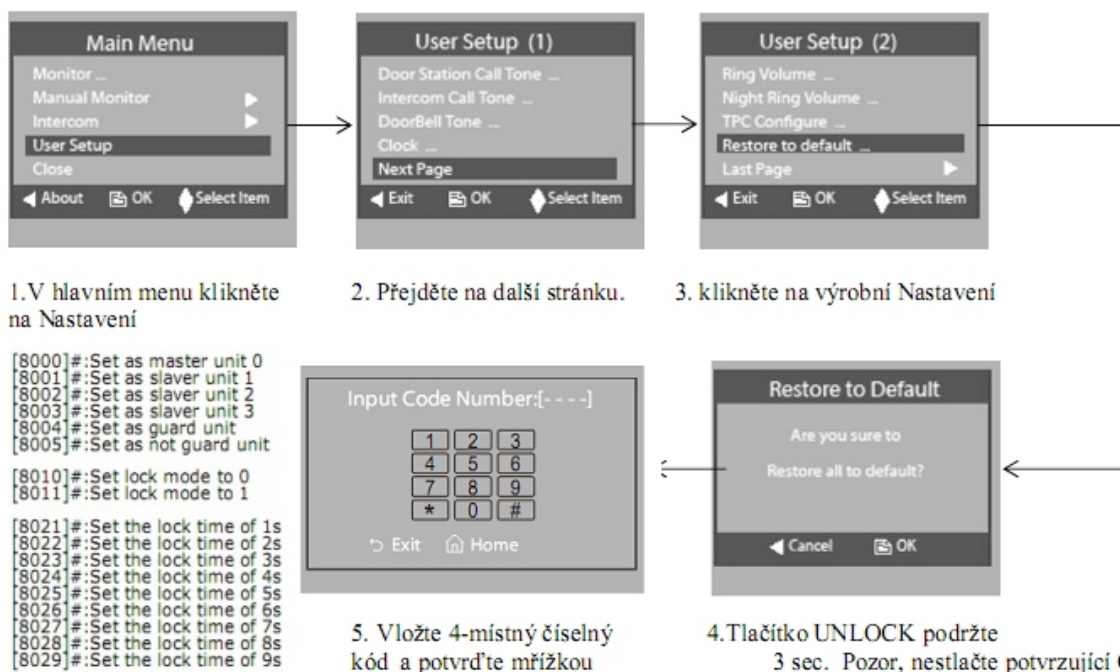 Main Menu
Monitor ...
Manual Monitor
Intercom
User Setup
Close
About OK Select Item
User Setup (1)
Door Station Call Tone ...
Intercom Call Tone ...
DoorBell Tone ...
Clock ...
Next Page
Exit OK Select Item
User Setup (2)
Ring Volume ...
Night Ring Volume ...
TPC Configure ...
Restore to default ...
Last Page
Exit OK Select Item
1.V hlavním menu klikněte
na Nastavení
2. Přejděte na další stránku.
3. klikněte na výrobní Nastavení
[8000]#:Set as master unit 0
[8001]#:Set as slaver unit 1
[8002]#:Set as slaver unit 2
[8003]#:Set as slaver unit 3
[8004]#:Set as guard unit
[8005]#:Set as not guard unit
[8010]#:Set lock mode to 0
[8011]#:Set lock mode to 1
[8021]#:Set the lock time of 1s
[8022]#:Set the lock time of 2s
[8023]#:Set the lock time of 3s
[8024]#:Set the lock time of 4s
[8025]#:Set the lock time of 5s
[8026]#:Set the lock time of 6s
[8027]#:Set the lock time of 7s
[8028]#:Set the lock time of 8s
[8029]#:Set the lock time of 9s
Input Code Number:[- - - -]
1 2 3
4 5 6
7 8 9
* 0 #
Exit Home
5. Vložte 4-místný číselný
kód a potvrďte mřížkou
Restore to Default
Are you sure to
Restore all to default?
Cancel OK
4.Tlačítko UNLOCK podržte
3 sec. Pozor, nestlačte potvrzující